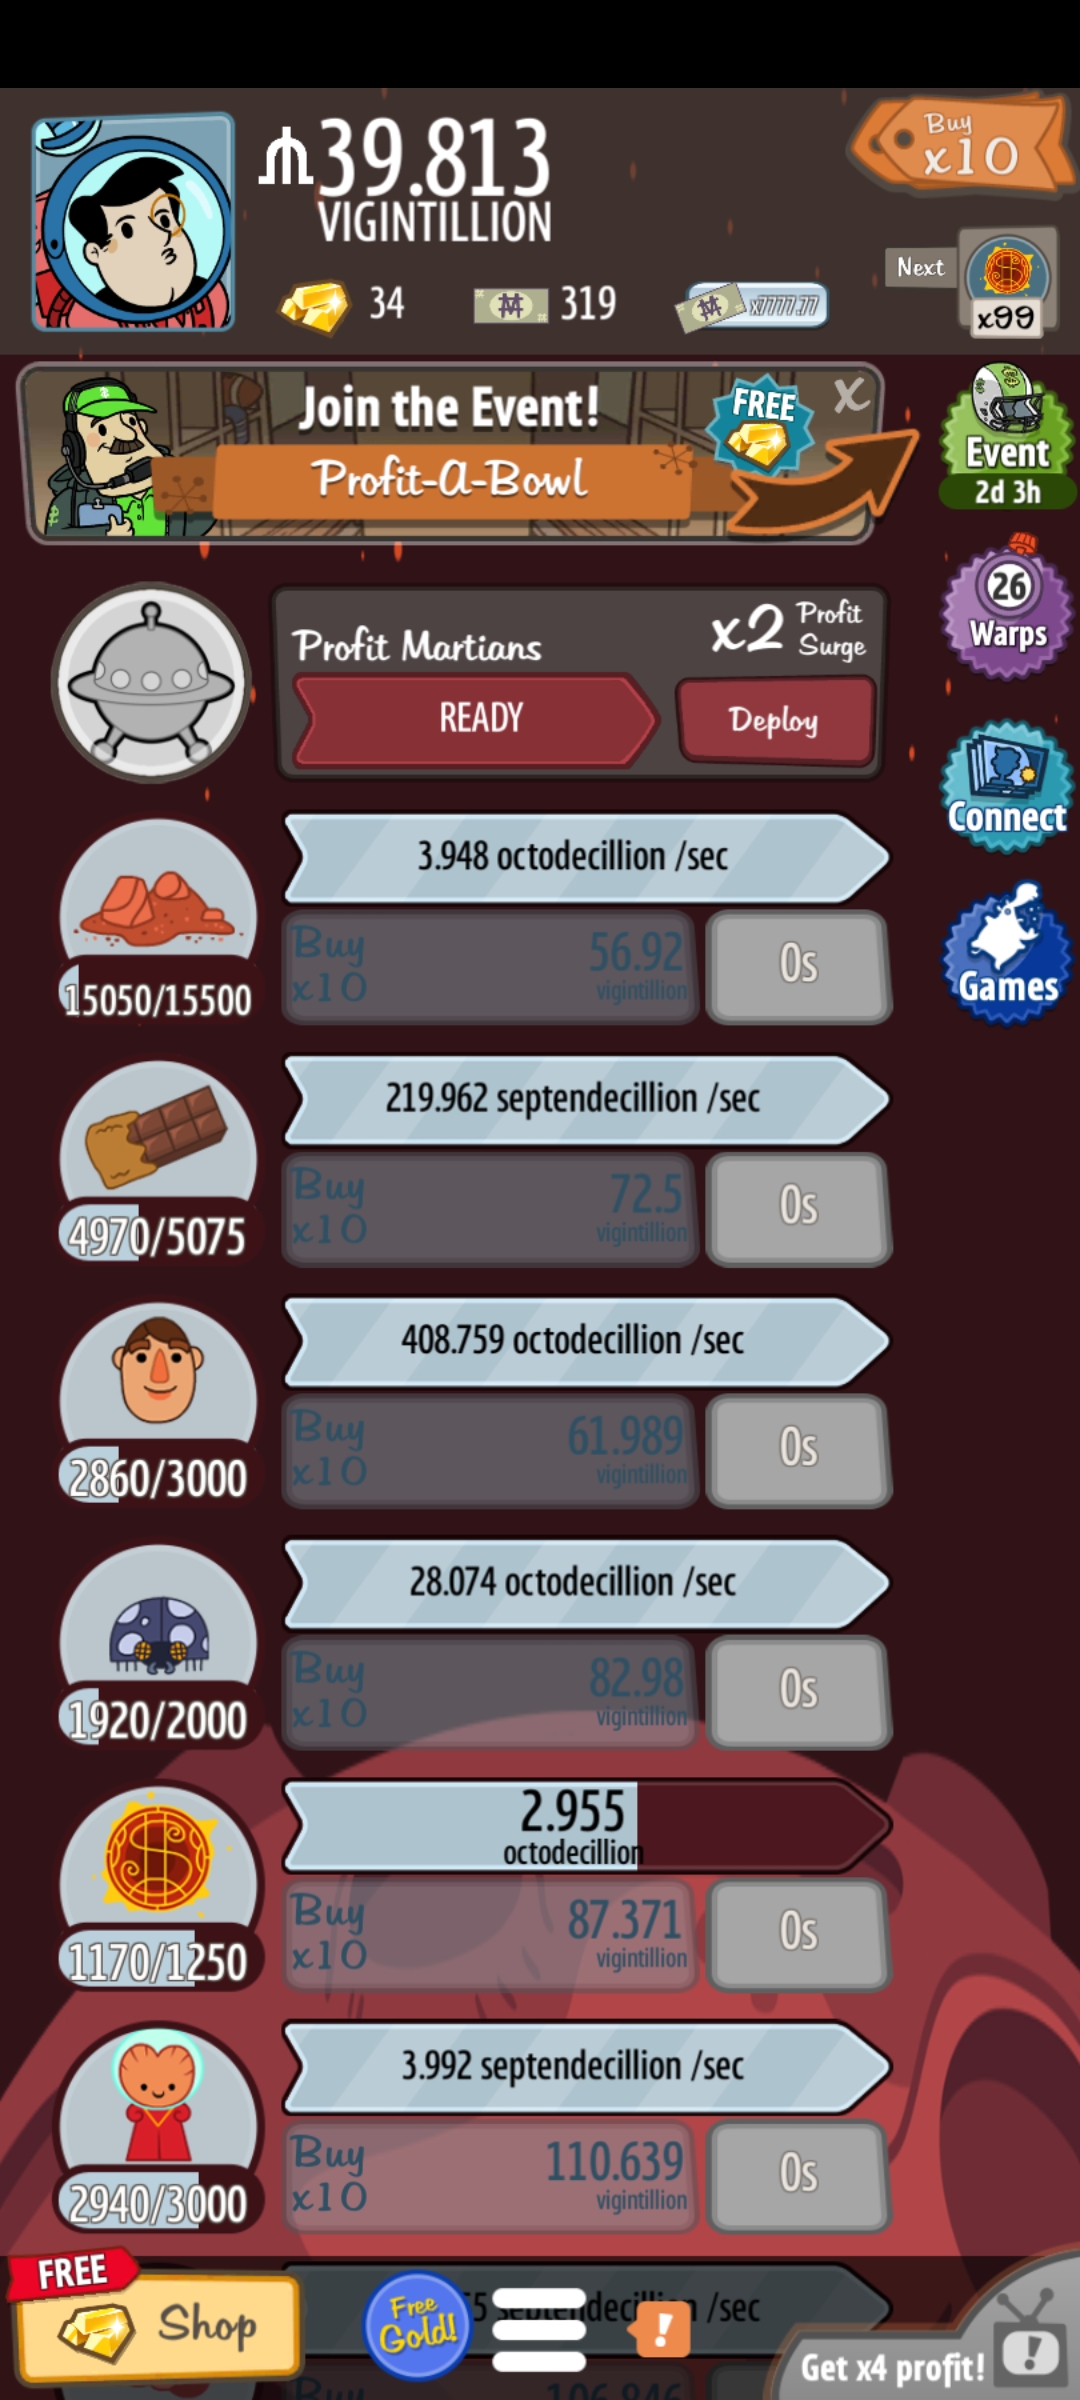 39.813
VIGINTILLION
Buy
x10
34
319
x7777.77
Next
x99
Join the Event!
FREE
X
Profit-A-Bowl
Event
2d 3h
26
Warps
Profit Martians
x2 Profit
Surge
READY
Deploy
Connect
3.948 octodecillion /sec
Buy
x10
56.92
vigintillion
0s
15050/15500
Games
219.962 septendecillion /sec
Buy
x10
72.5
vigintillion
0s
4970/5075
408.759 octodecillion /sec
Buy
x10
61.989
vigintillion
0s
2860/3000
28.074 octodecillion /sec
Buy
x10
82.98
vigintillion
0s
1920/2000
2.955
octodecillion
Buy
x10
87.371
vigintillion
0s
1170/1250
3.992 septendecillion /sec
Buy
x10
110.639
vigintillion
0s
2940/3000
FREE
Shop
Free
Gold!
/sec
!
Get x4 profit!
!
Buy
106.846